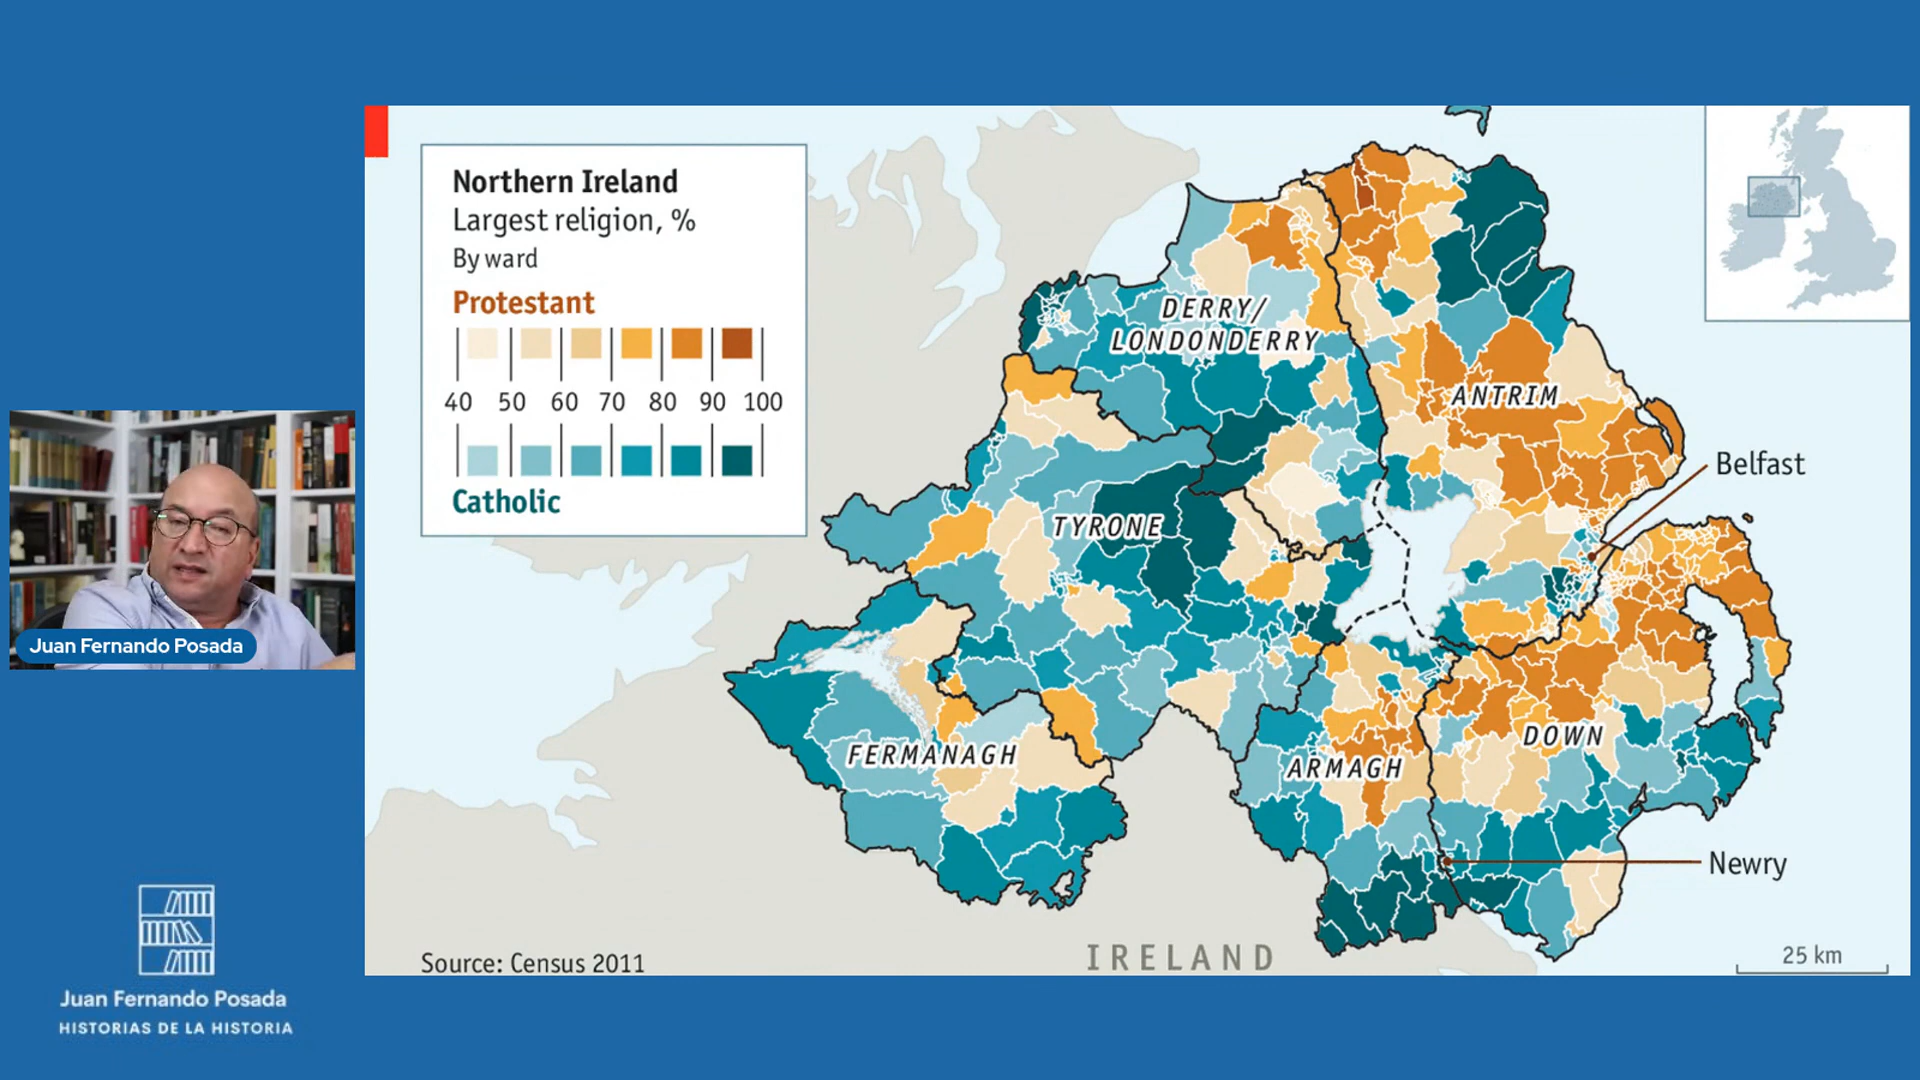 Northern Ireland
Largest religion, %
By ward
Protestant
40 50 60 70 80 90 100
Catholic
DERRY/
LONDONDERRY
ANTRIM
Belfast
TYRONE
Juan Fernando Posada
FERMANAGH
ARMAGH
DOWN
Newry
IRELAND
Source: Census 2011
25 km
Juan Fernando Posada
HISTORIAS DE LA HISTORIA